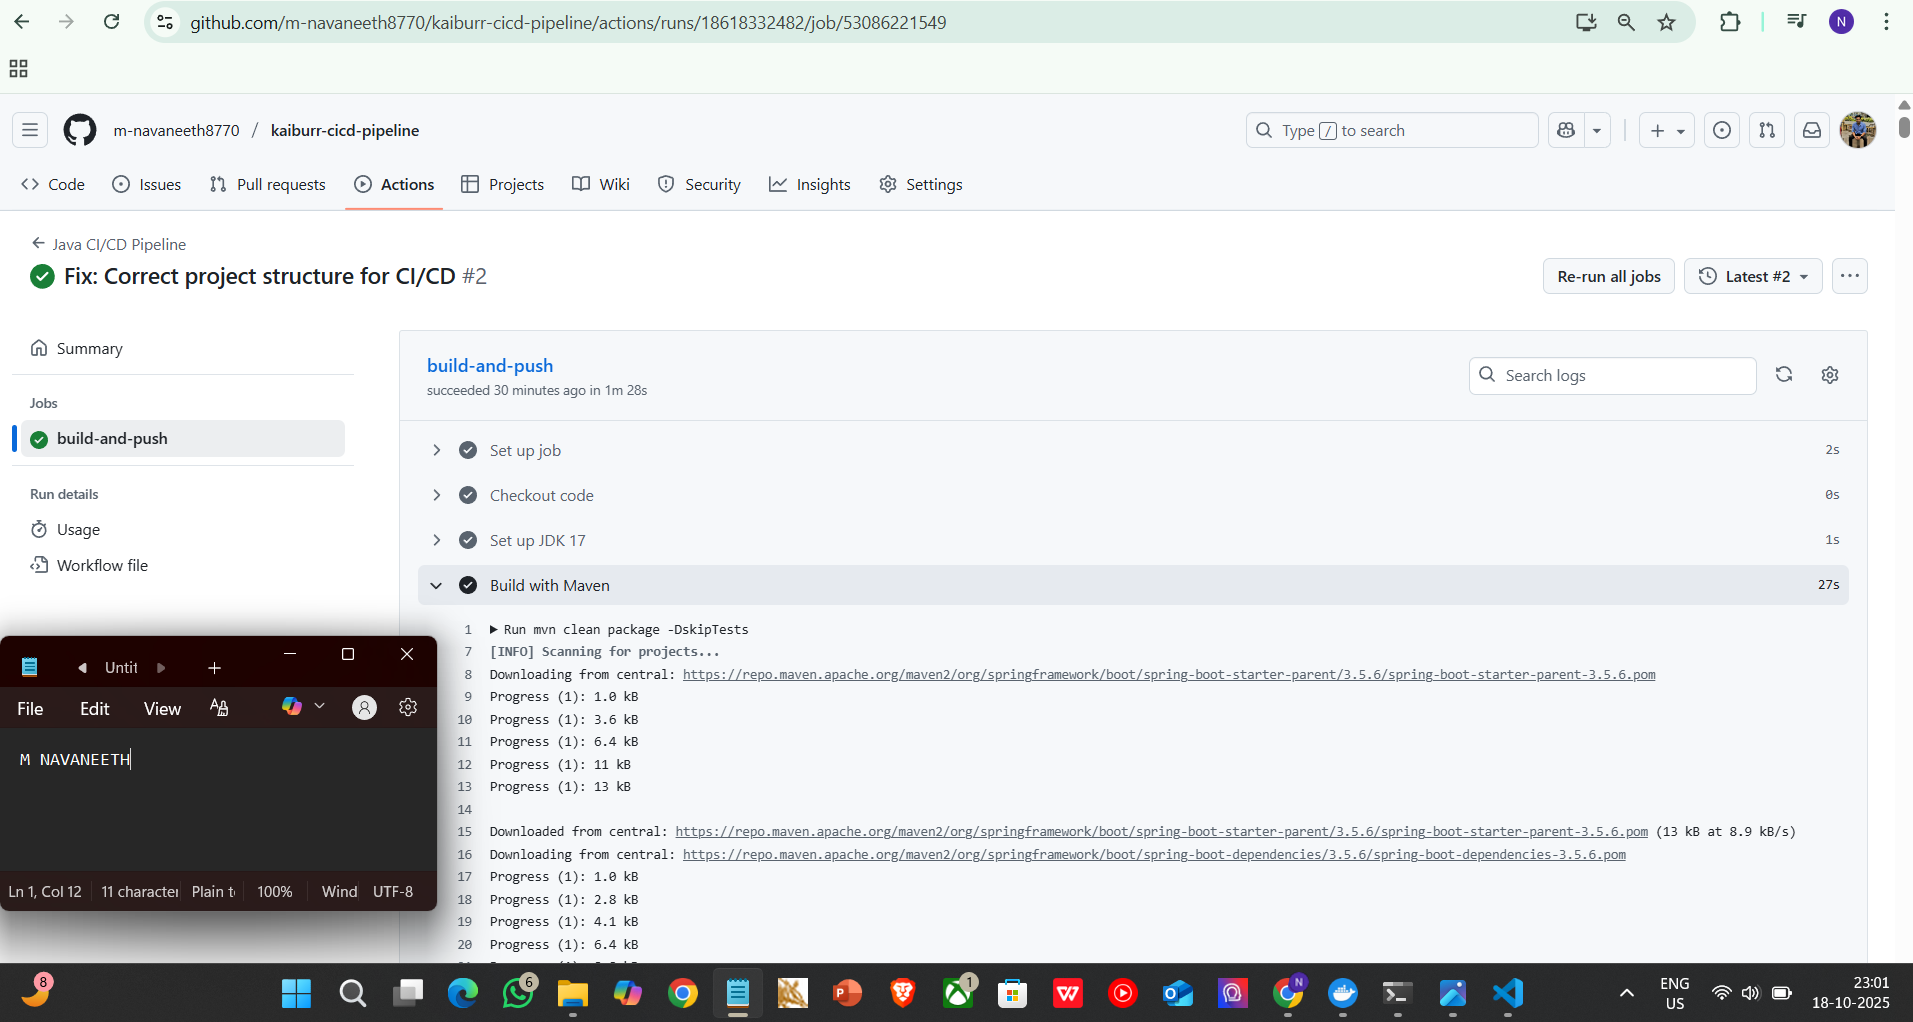 github.com/m-navaneeth8770/kaiburr-cicd-pipeline/actions/runs/18618332482/job/53086221549
N
m-navaneeth8770 / kaiburr-cicd-pipeline
Type / to search
Code
Issues
Pull requests
Actions
Projects
Wiki
Security
Insights
Settings
Java CI/CD Pipeline
Fix: Correct project structure for CI/CD #2
Re-run all jobs
Latest #2
Summary
Jobs
build-and-push
Run details
Usage
Workflow file
build-and-push
succeeded 30 minutes ago in 1m 28s
Search logs
Set up job 2s
Checkout code 0s
Set up JDK 17 1s
Build with Maven 27s
1 Run mvn clean package -DskipTests
7 [INFO] Scanning for projects...
8 Downloading from central: https://repo.maven.apache.org/maven2/org/springframework/boot/spring-boot-starter-parent/3.5.6/spring-boot-starter-parent-3.5.6.pom
9 Progress (1): 1.0 kB
10 Progress (1): 3.6 kB
11 Progress (1): 6.4 kB
12 Progress (1): 11 kB
13 Progress (1): 13 kB
14
15 Downloaded from central: https://repo.maven.apache.org/maven2/org/springframework/boot/spring-boot-starter-parent/3.5.6/spring-boot-starter-parent-3.5.6.pom (13 kB at 8.9 kB/s)
16 Downloading from central: https://repo.maven.apache.org/maven2/org/springframework/boot/spring-boot-dependencies/3.5.6/spring-boot-dependencies-3.5.6.pom
17 Progress (1): 1.0 kB
18 Progress (1): 2.8 kB
19 Progress (1): 4.1 kB
20 Progress (1): 6.4 kB
Untit
File Edit View
M NAVANEETH
Ln 1, Col 12 11 character Plain t 100% Wind UTF-8
8
6
1
N
ENG
US
23:01
18-10-2025